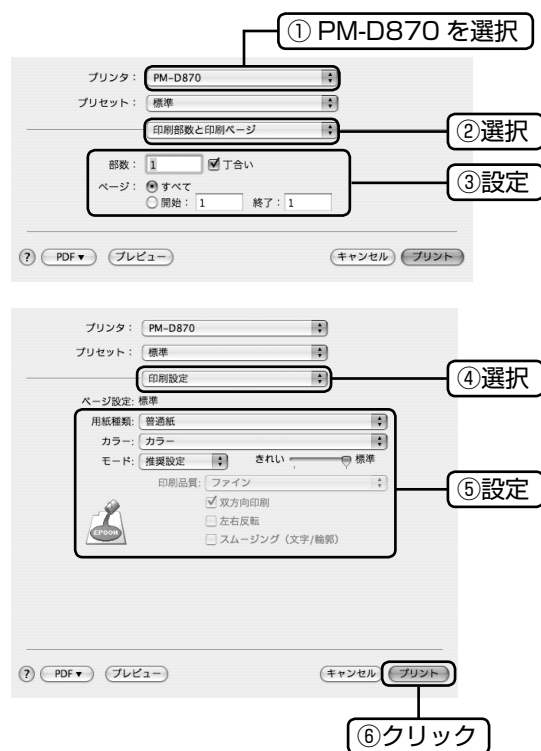 ① PM-D870 を選択
プリンタ： PM-D870
プリセット： 標準
印刷部数と印刷ページ
②選択
部数： 1 丁合い
③設定
ページ： すべて
開始： 1 終了： 1
? PDF▼ プレビュー キャンセル プリント
プリンタ： PM-D870
プリセット： 標準
印刷設定
④選択
ページ設定: 標準
用紙種類: 普通紙
カラー: カラー
モード: 推奨設定 きれい 標準
印刷品質: ファイン
⑤設定
双方向印刷
左右反転
EPSON
スムージング（文字/輪郭）
? PDF▼ プレビュー キャンセル プリント
⑥クリック